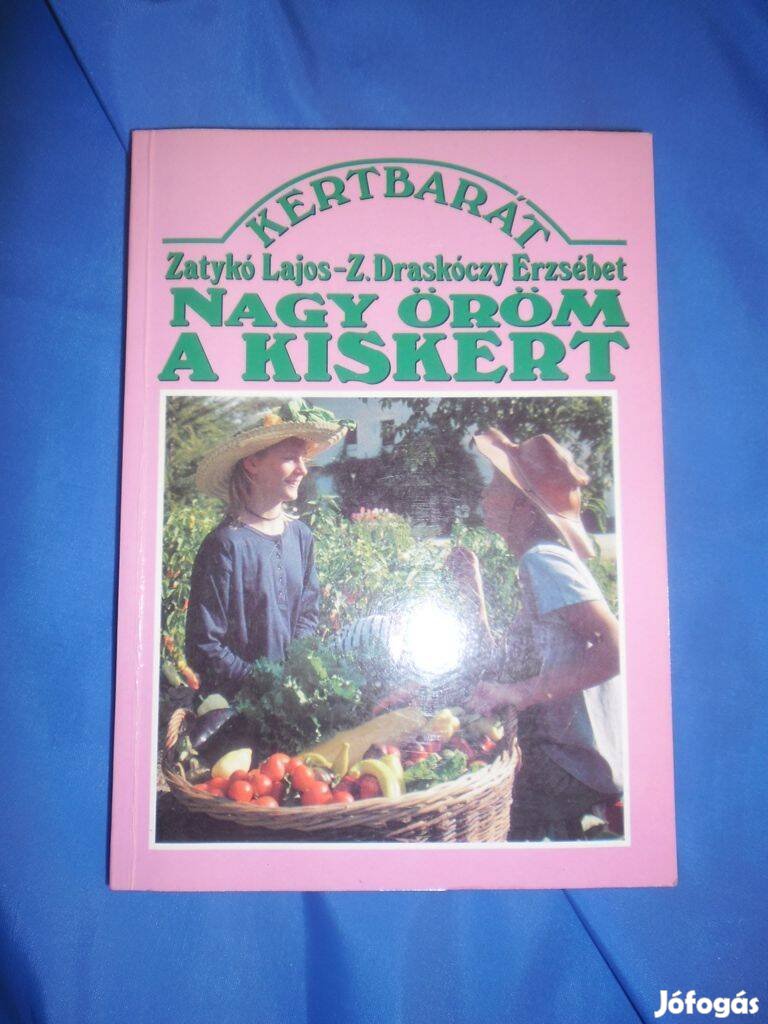 KERTBARÁT
Zatykó Lajos-Z. Draskóczy Erzsébet
NAGY ÖRÖM
A KISKERT
Jófogás